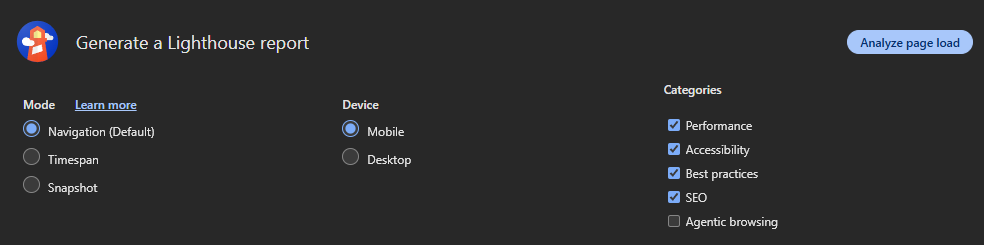 Generate a Lighthouse report
Analyze page load
Mode Learn more
Navigation (Default)
Timespan
Snapshot
Device
Mobile
Desktop
Categories
Performance
Accessibility
Best practices
SEO
Agentic browsing